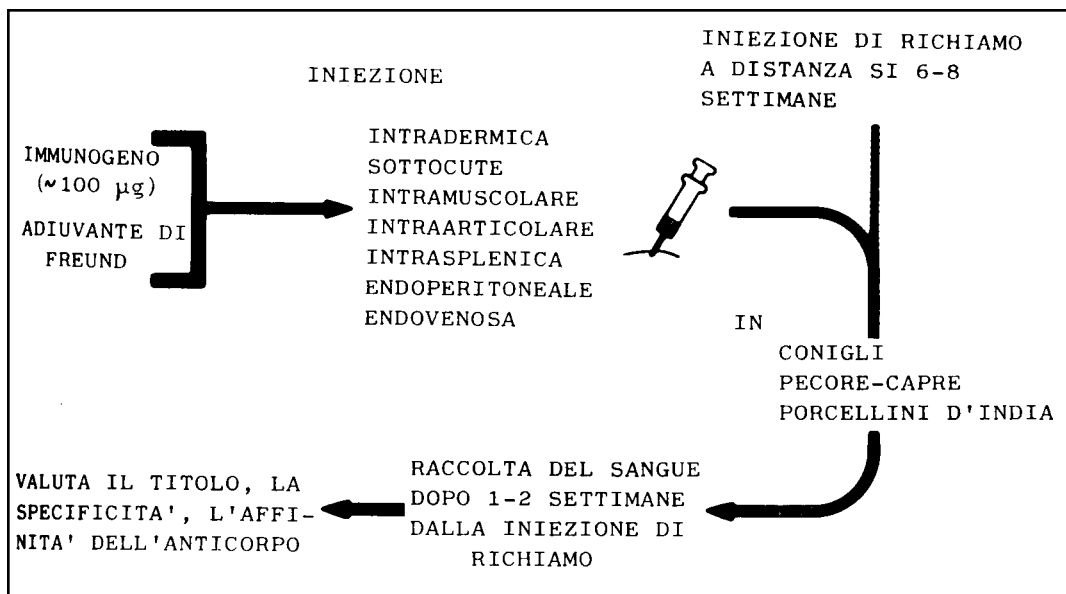 IMMUNOGENO
(~100 µg)
ADIUVANTE DI
FREUND
INIEZIONE
INTRADERMICA
SOTTOCUTE
INTRAMUSCOLARE
INTRAARTICOLARE
INTRASPLENICA
ENDOPERITONEALE
ENDOVENOSA
INIEZIONE DI RICHIAMO
A DISTANZA SI 6-8
SETTIMANE
IN
CONIGLI
PECORE-CAPRE
PORCELLINI D'INDIA
RACCOLTA DEL SANGUE
DOPO 1-2 SETTIMANE
DALLA INIEZIONE DI
RICHIAMO
VALUTA IL TITOLO, LA
SPECIFICITA', L'AFFI-
NITA' DELL'ANTICORPO